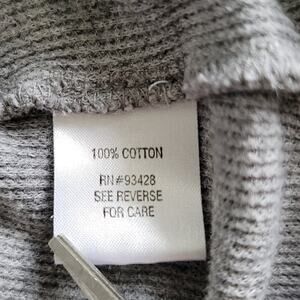 100% COTTON
RN#93428
SEE REVERSE
FOR CARE